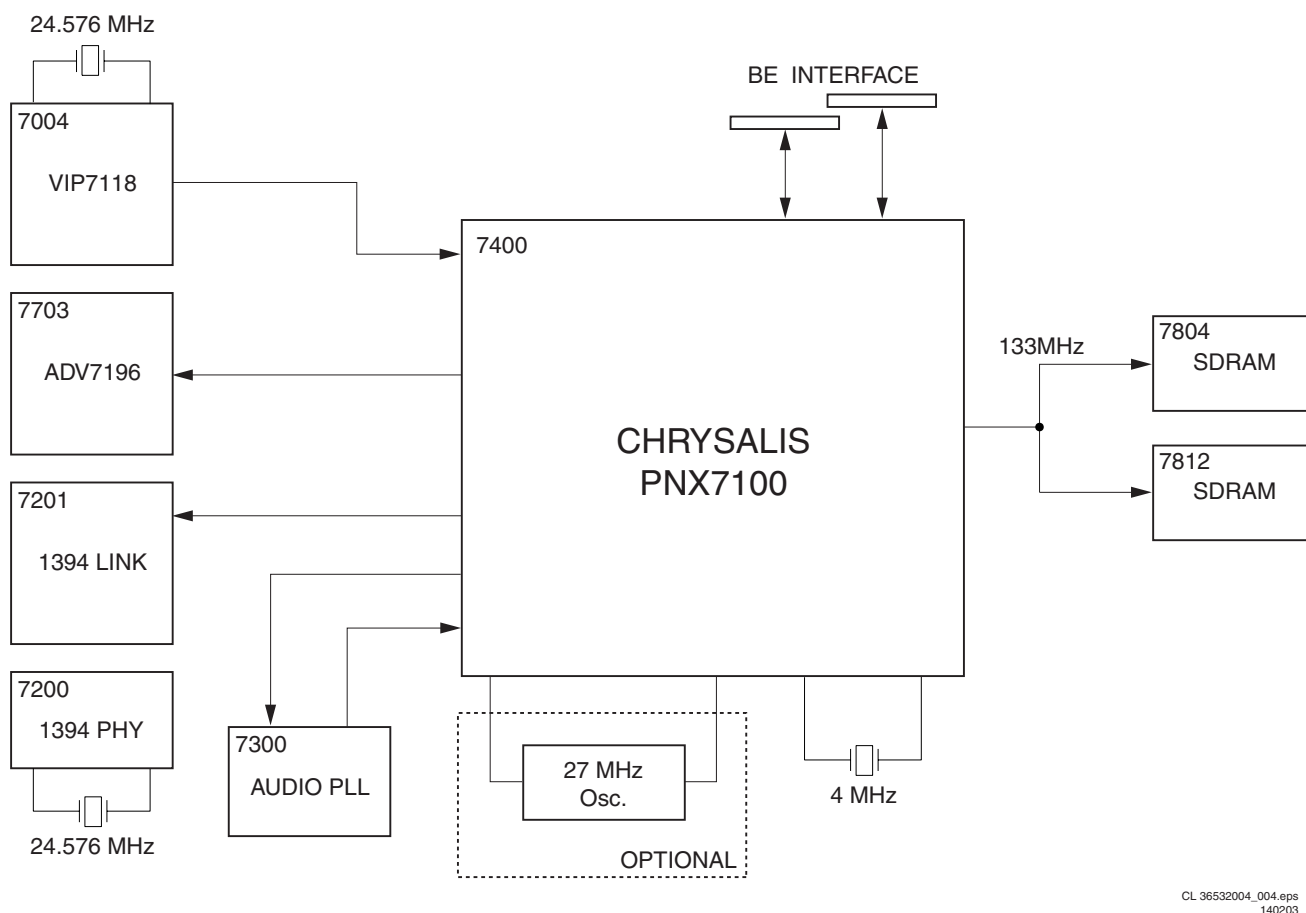 24.576 MHz
7004
VIP7118
BE INTERFACE
7400
7703
ADV7196
CHRYSALIS
PNX7100
133MHz
7804
SDRAM
7812
SDRAM
7201
1394 LINK
7200
1394 PHY
24.576 MHz
7300
AUDIO PLL
27 MHz
Osc.
OPTIONAL
4 MHz
CL 36532004_004.eps
140203